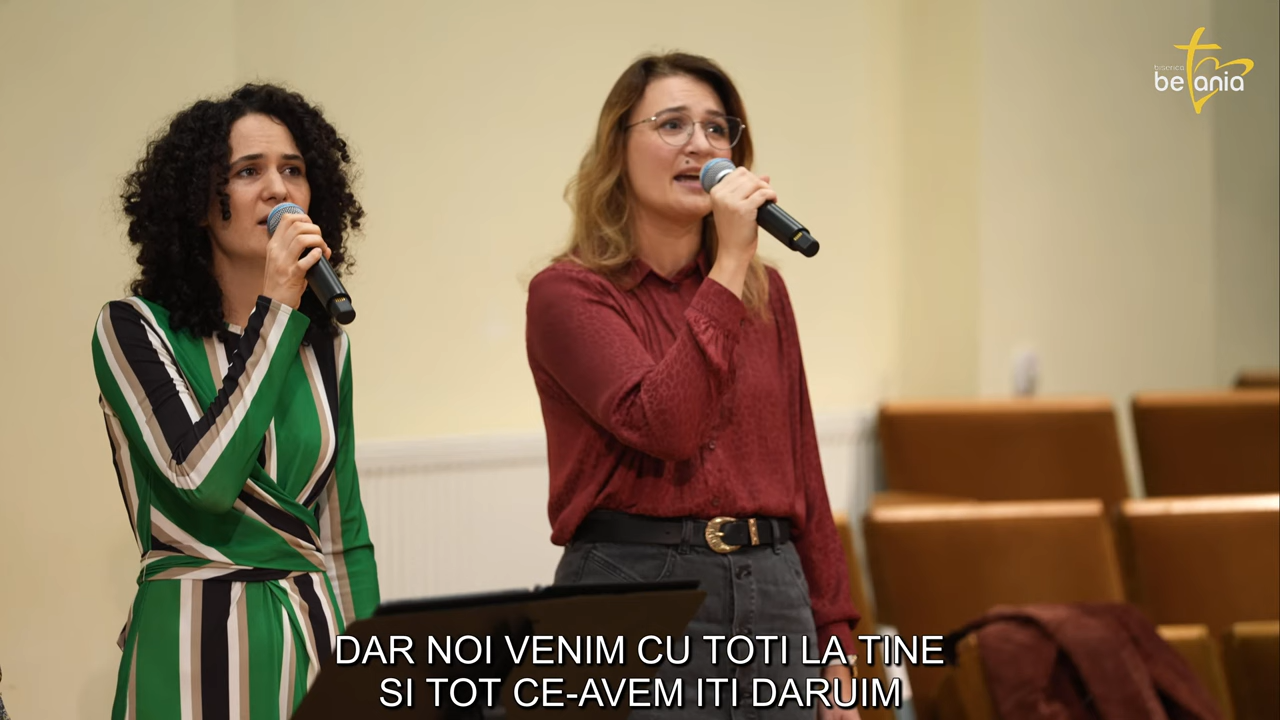 biserica
betania
DAR NOI VENIM CU TOTI LA TINE
SI TOT CE-AVEM ITI DARUIM